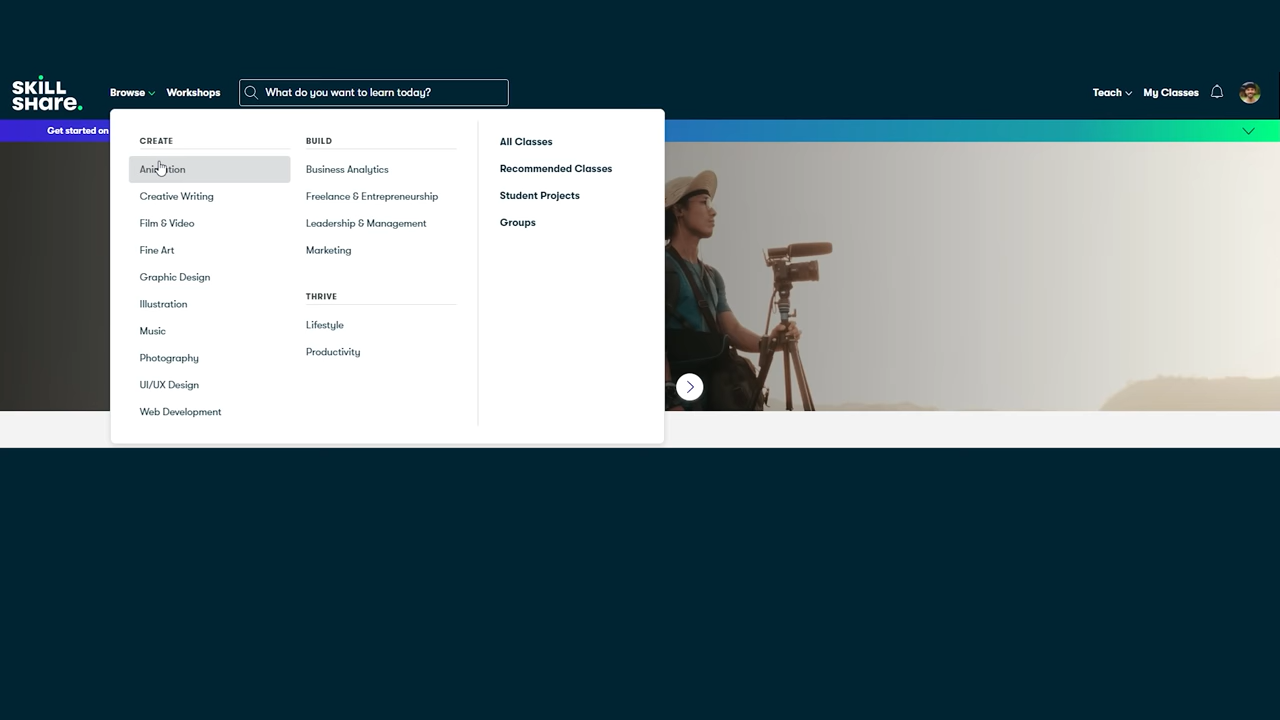 SKILL
SHARE.
Browse
Workshops
What do you want to learn today?
Teach
My Classes
Get started on
CREATE
Animation
Creative Writing
Film & Video
Fine Art
Graphic Design
Illustration
Music
Photography
UI/UX Design
Web Development
BUILD
Business Analytics
Freelance & Entrepreneurship
Leadership & Management
Marketing
THRIVE
Lifestyle
Productivity
All Classes
Recommended Classes
Student Projects
Groups